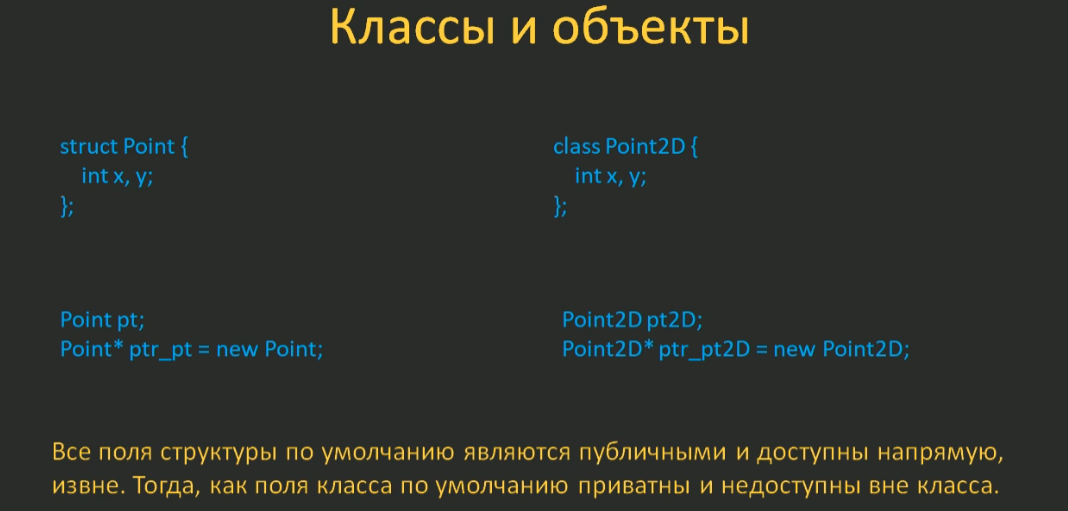 Классы и объекты
struct Point {
int x, y;
};
class Point2D {
int x, y;
};
Point pt;
Point* ptr_pt = new Point;
Point2D pt2D;
Point2D* ptr_pt2D = new Point2D;
Все поля структуры по умолчанию являются публичными и доступны напрямую,
извне. Тогда, как поля класса по умолчанию приватны и недоступны вне класса.